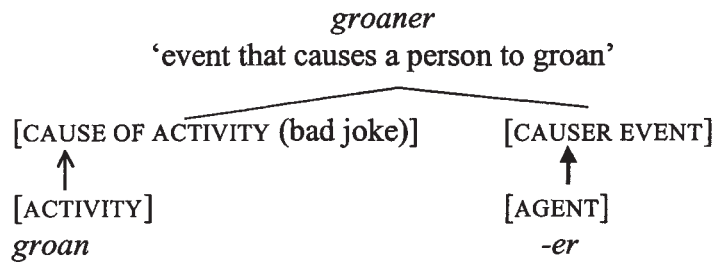 groaner
‘event that causes a person to groan’
[CAUSE OF ACTIVITY (bad joke)] [CAUSER EVENT]
[ACTIVITY] [AGENT]
groan -er